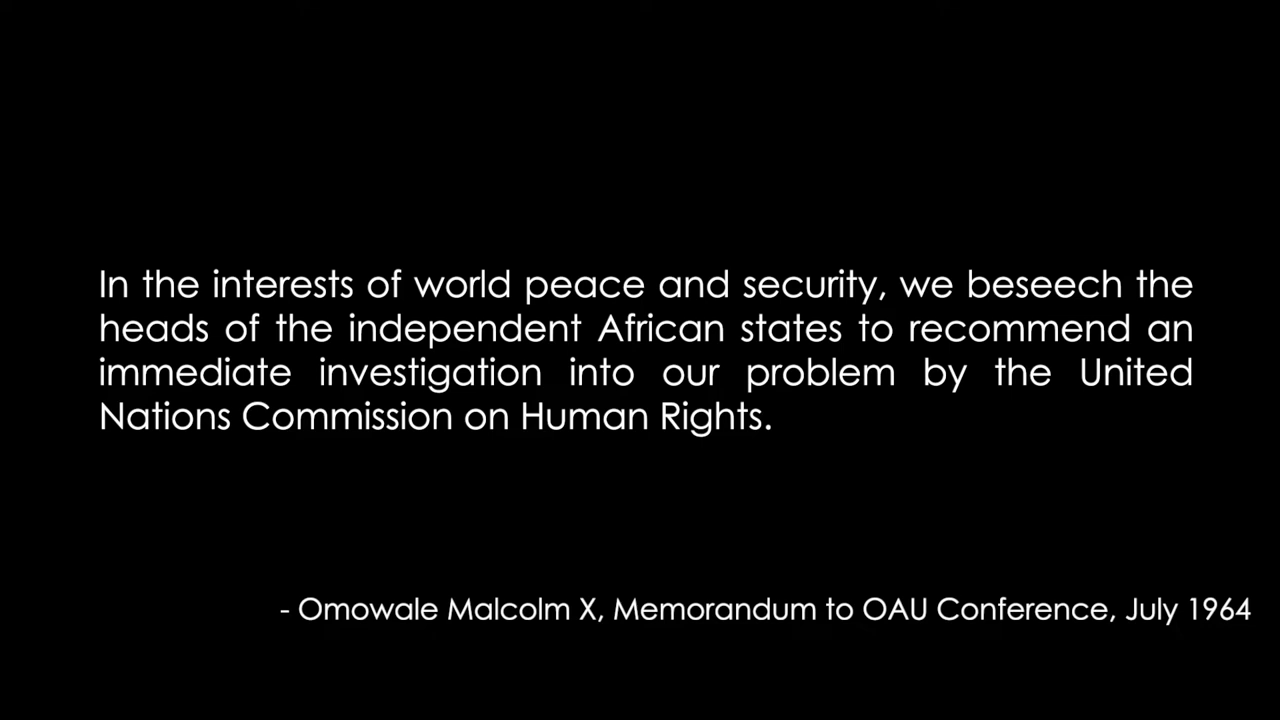 In the interests of world peace and security, we beseech the
heads of the independent African states to recommend an
immediate investigation into our problem by the United
Nations Commission on Human Rights.
- Omowale Malcolm X, Memorandum to OAU Conference, July 1964